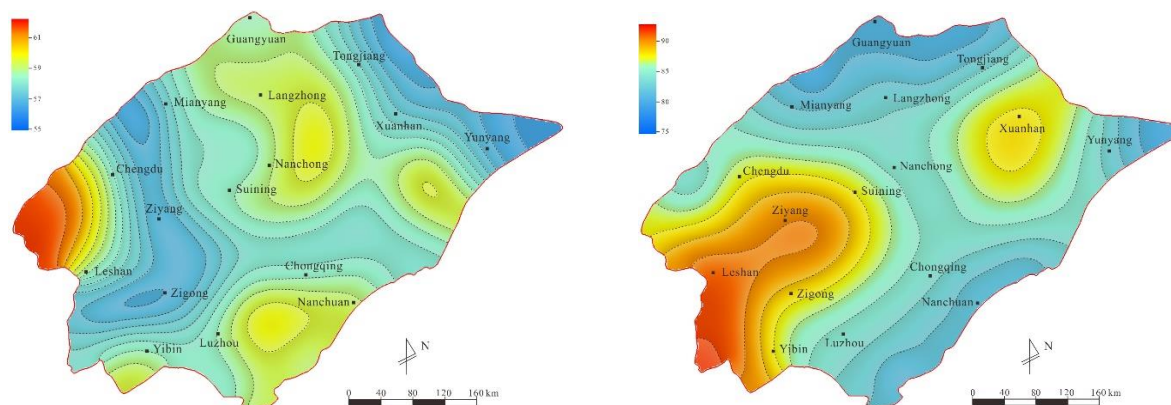 61
59
57
55
Guangyuan
Tongjiang
Langzhong
Mianyang
Xuanhan
Yunyang
Nanchong
Chengdu
Suining
Ziyang
Leshan
Chongqing
Zigong
Nanchuan
Luzhou
Yibin
N
0 40 80 120 160 km
90
85
80
75
Guangyuan
Tongjiang
Langzhong
Mianyang
Xuanhan
Yunyang
Nanchong
Chengdu
Suining
Ziyang
Leshan
Chongqing
Zigong
Nanchuan
Luzhou
Yibin
N
0 40 80 120 160 km